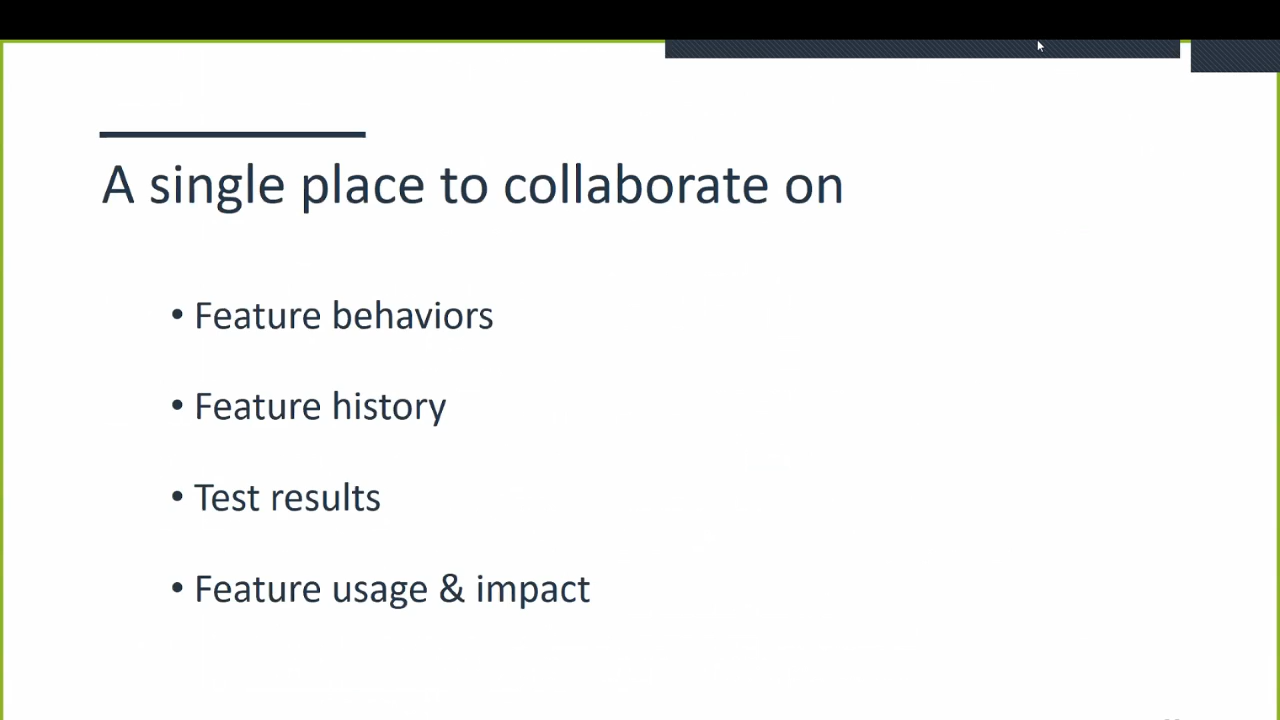 A single place to collaborate on
• Feature behaviors
• Feature history
• Test results
• Feature usage & impact